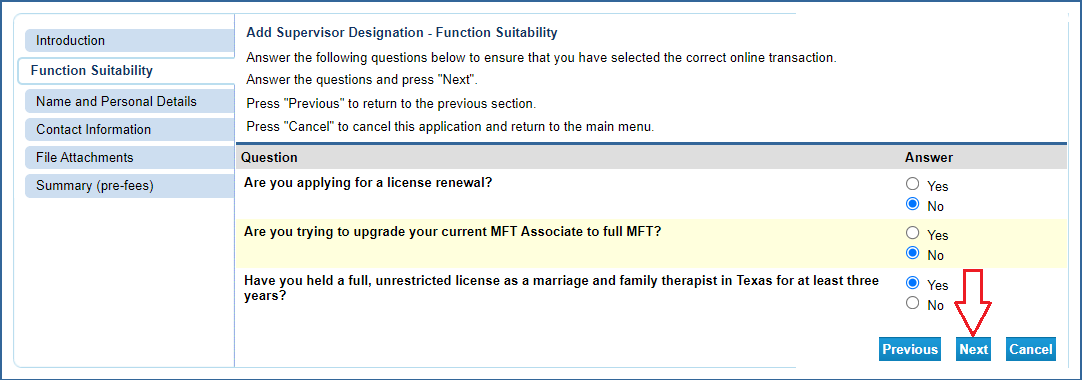 Introduction
Function Suitability
Name and Personal Details
Contact Information
File Attachments
Summary (pre-fees)
Add Supervisor Designation - Function Suitability
Answer the following questions below to ensure that you have selected the correct online transaction.
Answer the questions and press "Next".
Press "Previous" to return to the previous section.
Press "Cancel" to cancel this application and return to the main menu.
Question Answer
Are you applying for a license renewal? Yes
No
Are you trying to upgrade your current MFT Associate to full MFT? Yes
No
Have you held a full, unrestricted license as a marriage and family therapist in Texas for at least three Yes
years? No
Previous Next Cancel